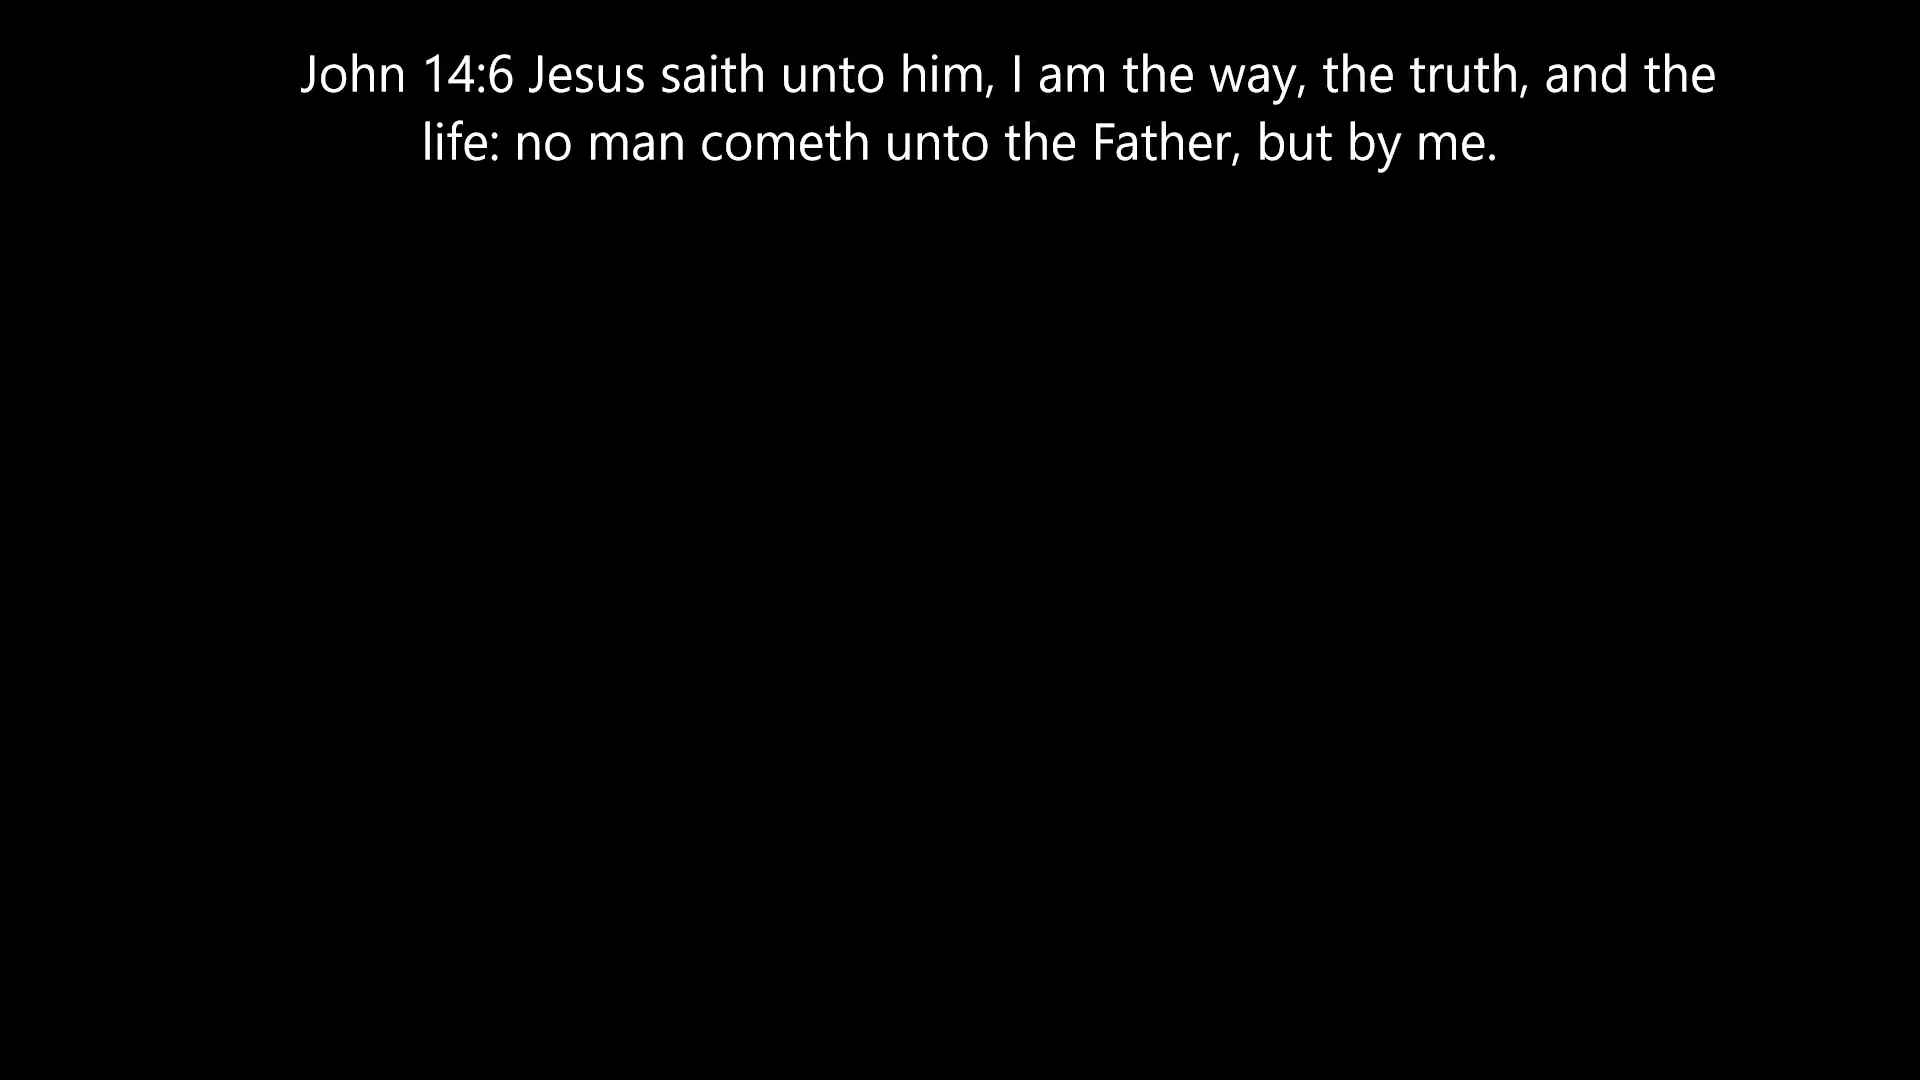 John 14:6 Jesus saith unto him, I am the way, the truth, and the
life: no man cometh unto the Father, but by me.